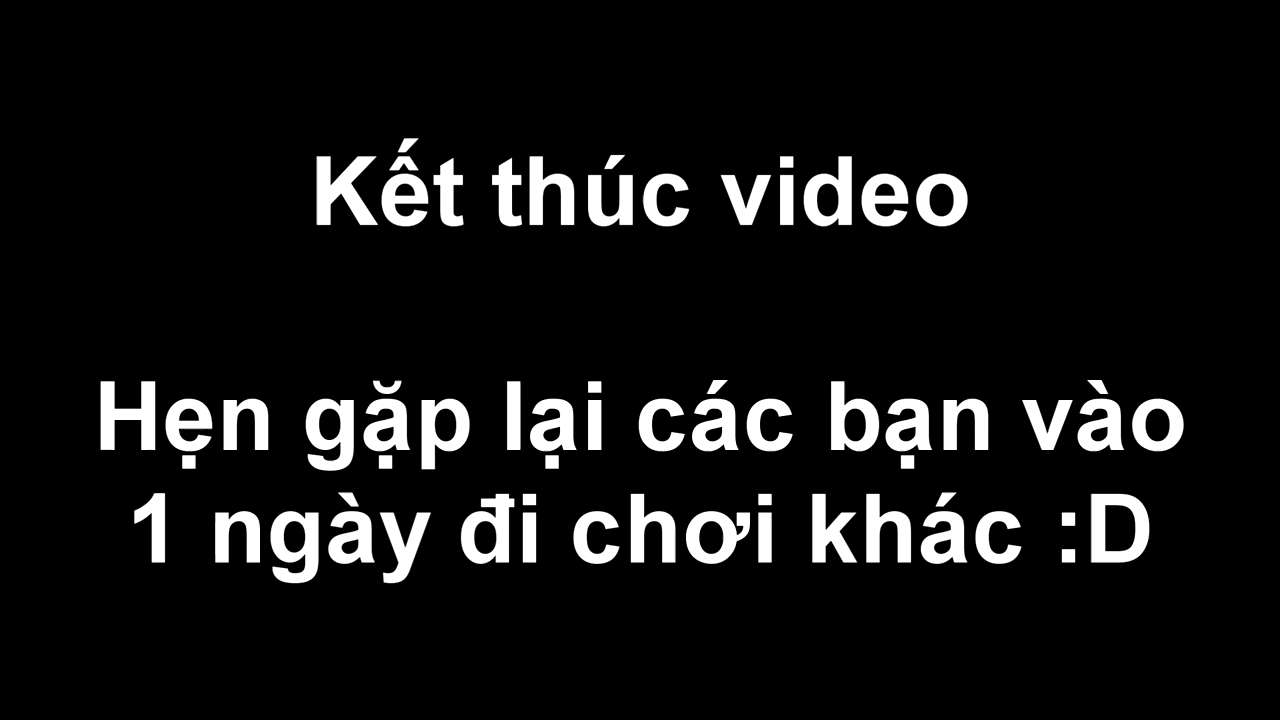 Kết thúc video
Hẹn gặp lại các bạn vào
1 ngày đi chơi khác :D